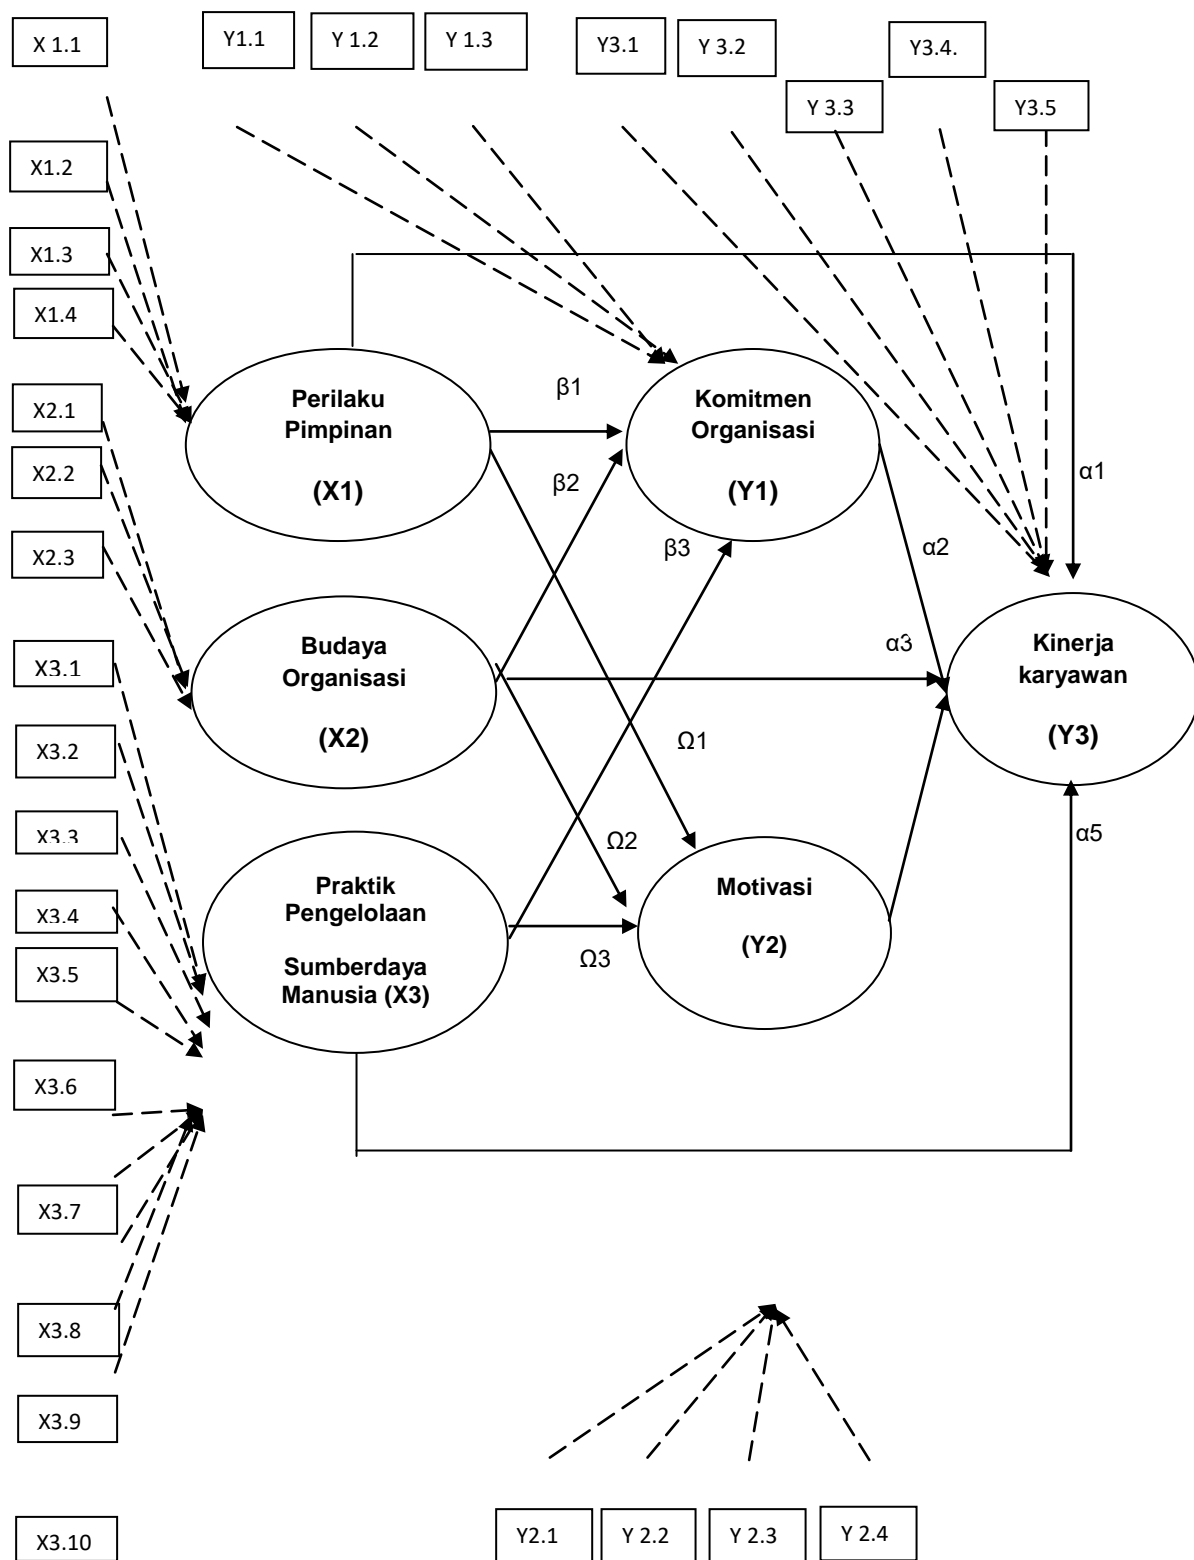 X 1.1
Y1.1
Y 1.2
Y 1.3
Y3.1
Y 3.2
Y3.4.
Y 3.3
Y3.5
X1.2
X1.3
X1.4
X2.1
X2.2
X2.3
X3.1
X3.2
X3.3
X3.4
X3.5
X3.6
X3.7
X3.8
X3.9
X3.10
Perilaku
Pimpinan
(X1)
Budaya
Organisasi
(X2)
Praktik
Pengelolaan
Sumberdaya
Manusia (X3)
β1
β2
β3
Ω1
Ω2
Ω3
Komitmen
Organisasi
(Y1)
Motivasi
(Y2)
α1
α2
α3
α5
Kinerja
karyawan
(Y3)
Y2.1
Y 2.2
Y 2.3
Y 2.4